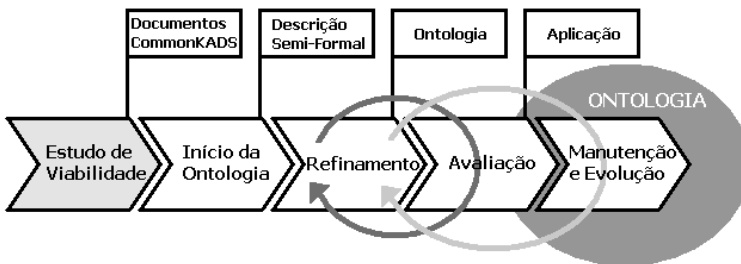 Documentos
CommonKADS
Descrição
Semi-Formal
Ontologia
Aplicação
ONTOLOGIA
Estudo de
Viabilidade
Início da
Ontologia
Refinamento
Avaliação
Manutenção
e Evolução